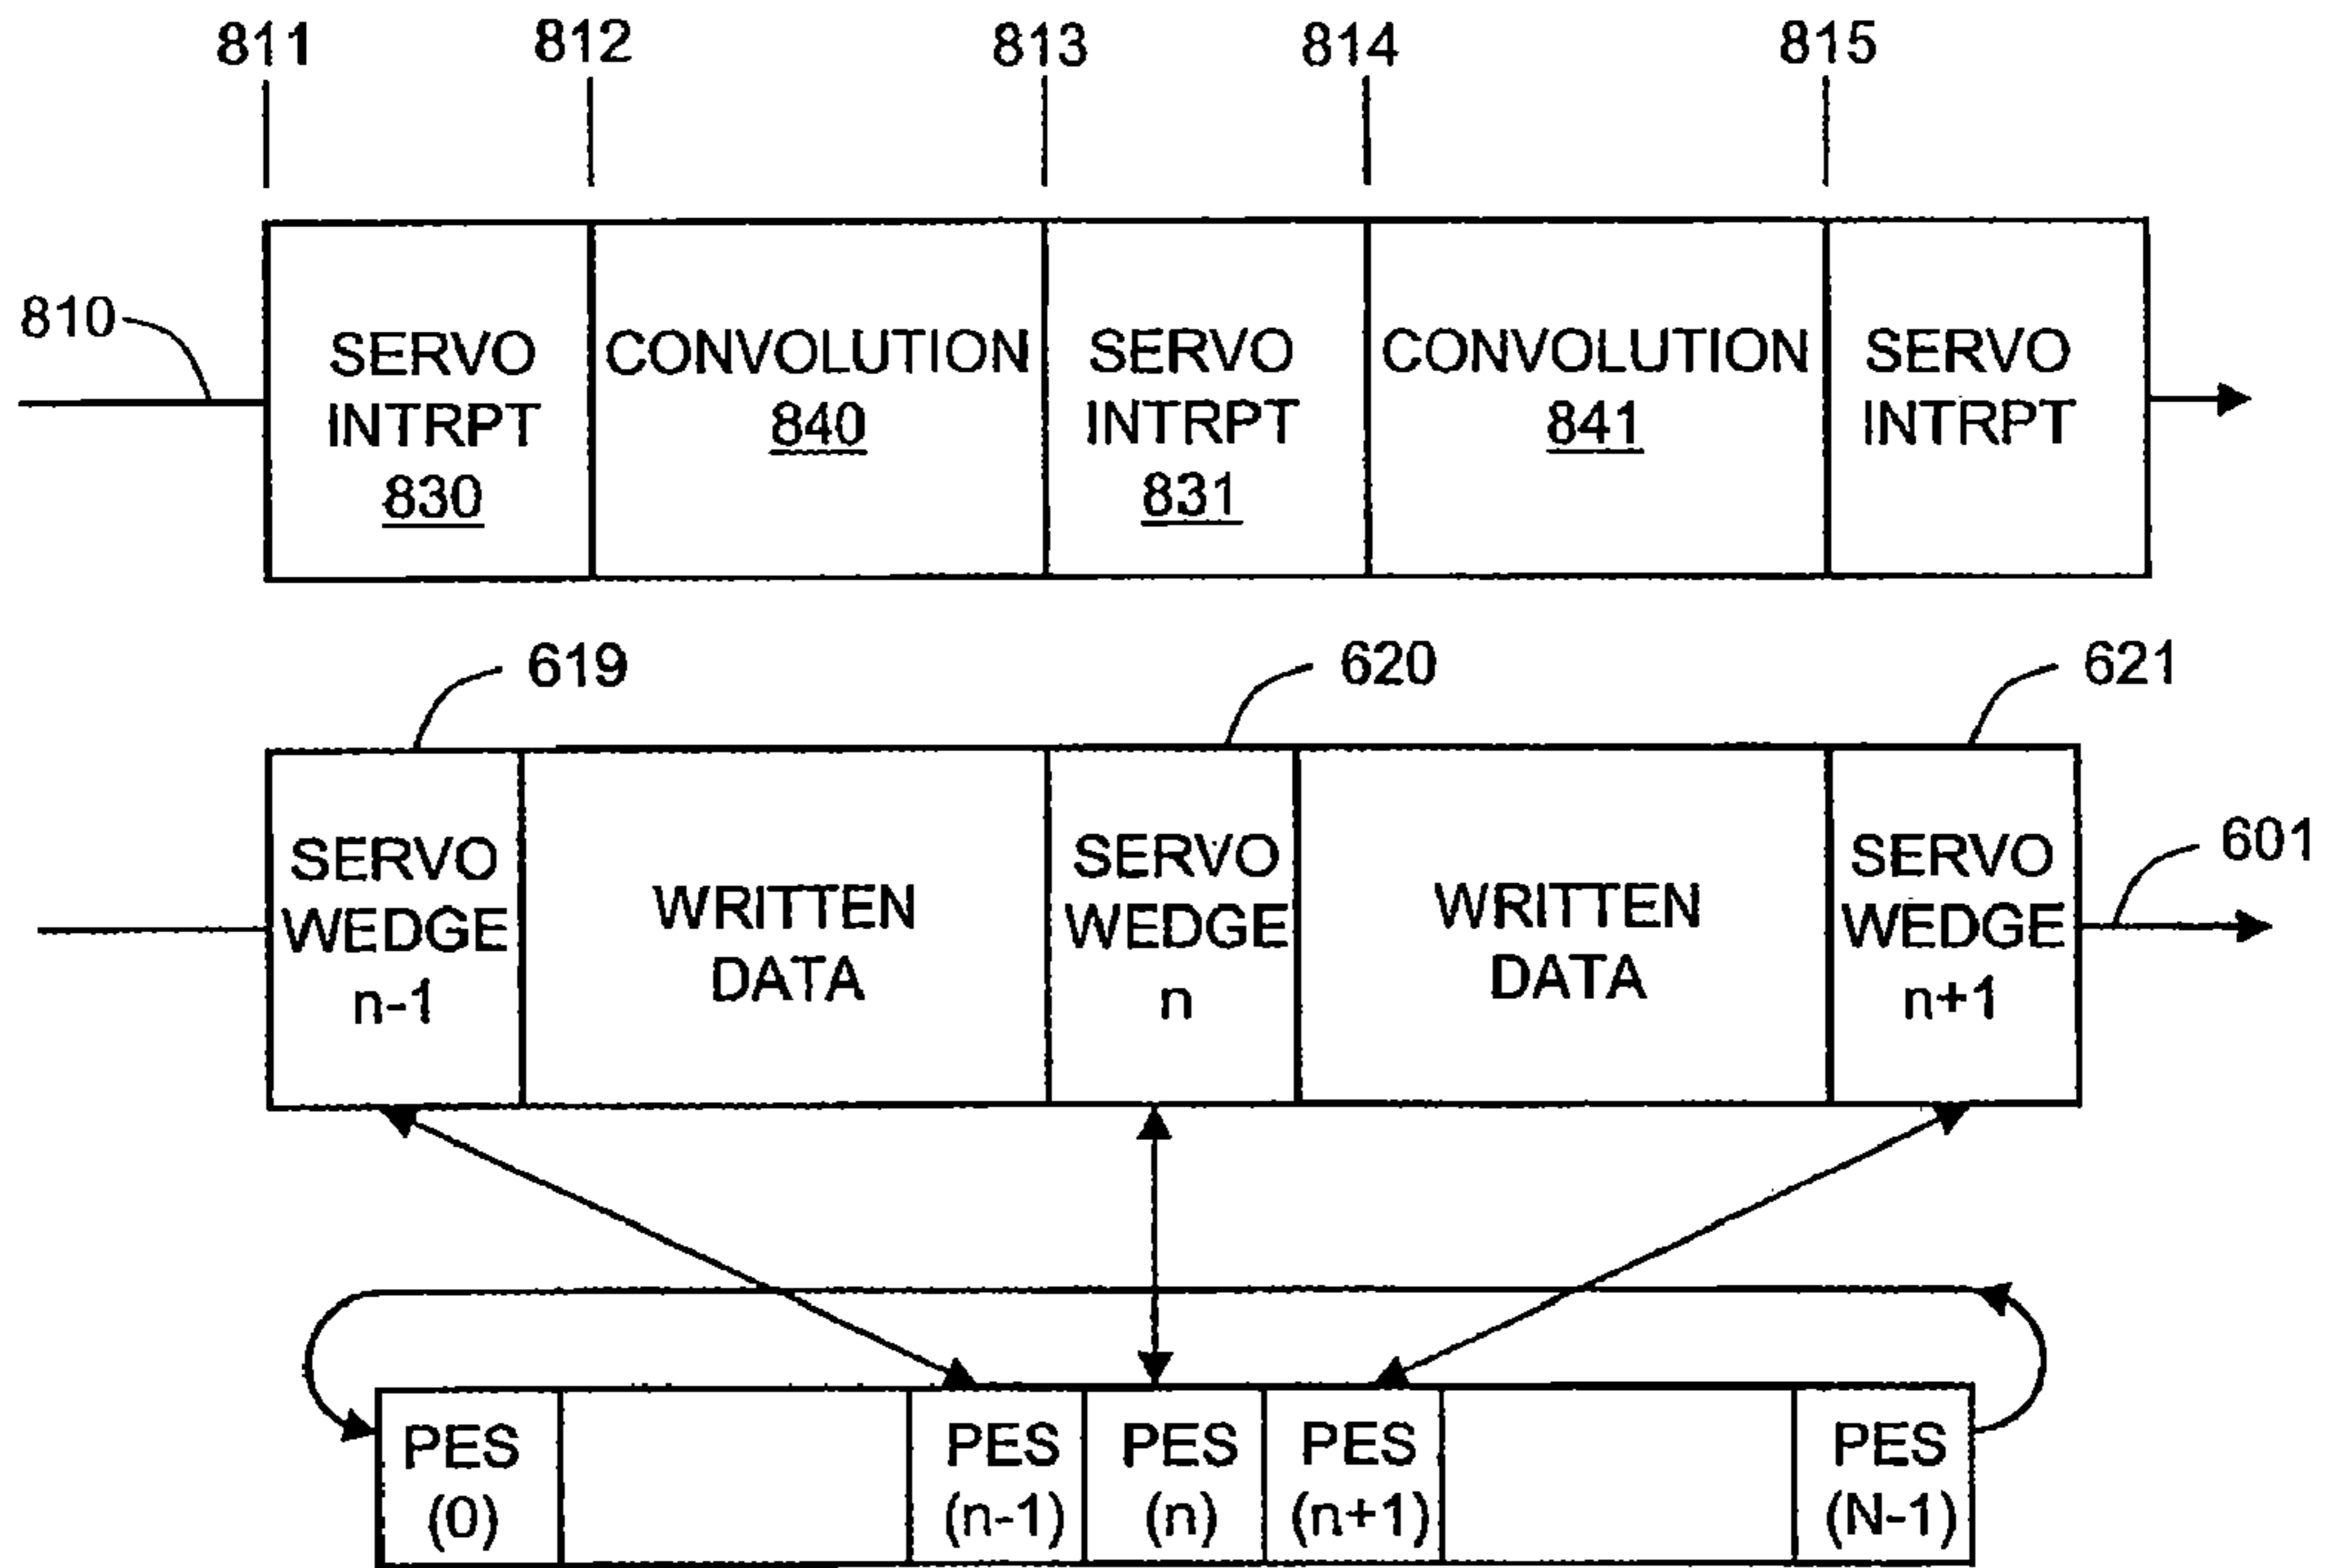 811 812 813 814 815
810
SERVO INTRPT 830
CONVOLUTION 840
SERVO INTRPT 831
CONVOLUTION 841
SERVO INTRPT
619 620 621
SERVO WEDGE n-1
WRITTEN DATA
SERVO WEDGE n
WRITTEN DATA
SERVO WEDGE n+1
601
PES (0)
PES (n-1)
PES (n)
PES (n+1)
PES (N-1)